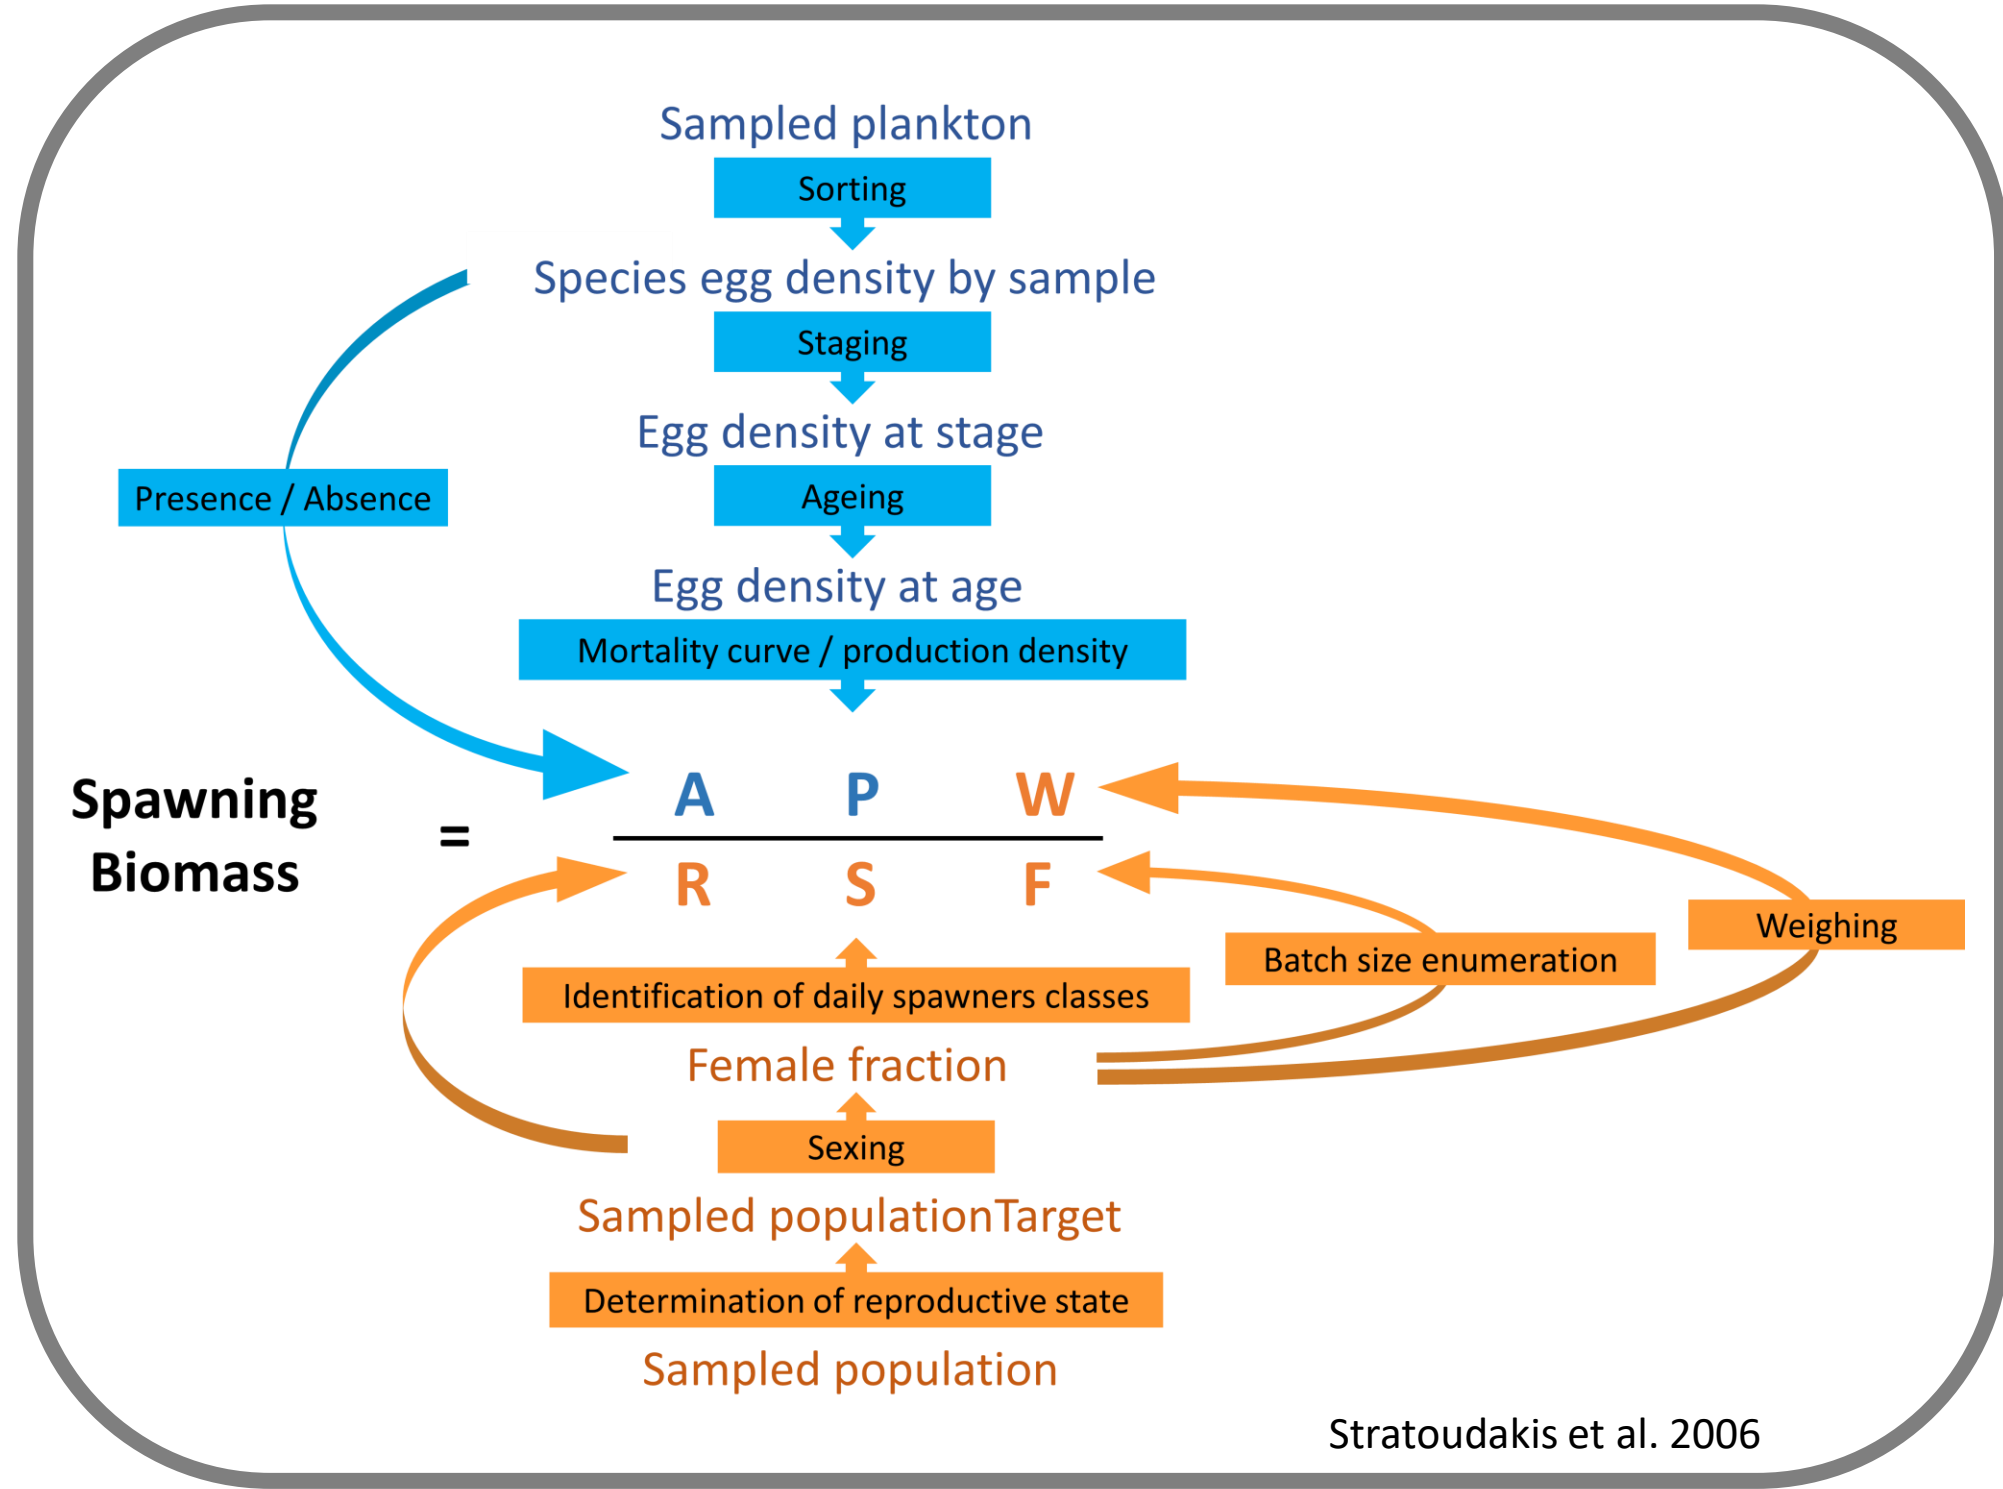 Sampled plankton
Sorting
Species egg density by sample
Staging
Egg density at stage
Ageing
Presence / Absence
Egg density at age
Mortality curve / production density
Spawning
Biomass
=
A P W
R S F
Weighing
Batch size enumeration
Identification of daily spawners classes
Female fraction
Sexing
Sampled populationTarget
Determination of reproductive state
Sampled population
Stratoudakis et al. 2006